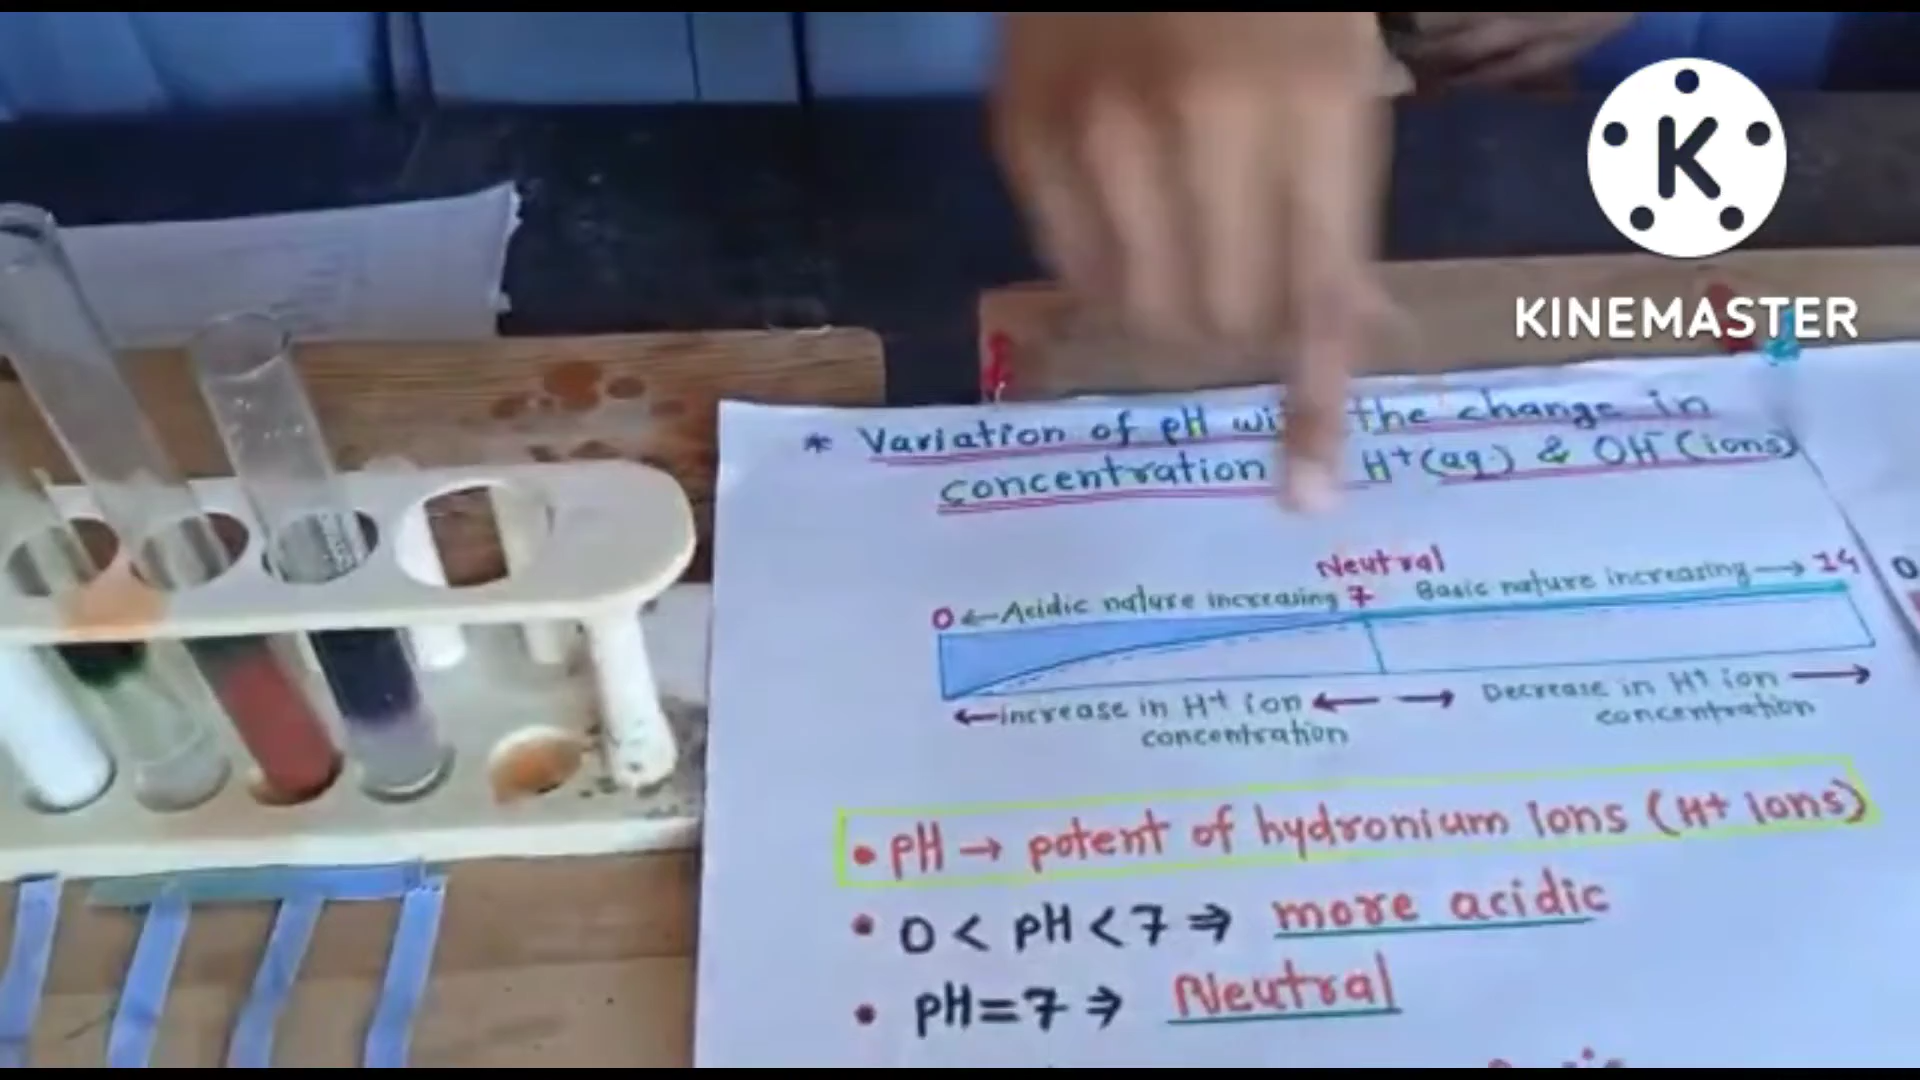 K
KINEMASTER
* Variation of pH the change in
concentration H+(aq) & OH-(ions)
Neutral
0 ← Acidic nature increasing 7 Basic nature increasing → 14
← increase in H+ ion ← → Decrease in H+ ion →
concentration concentration
• pH → potent of hydronium ions (H+ ions)
• 0 < pH < 7 ⇒ more acidic
• pH = 7 ⇒ Neutral